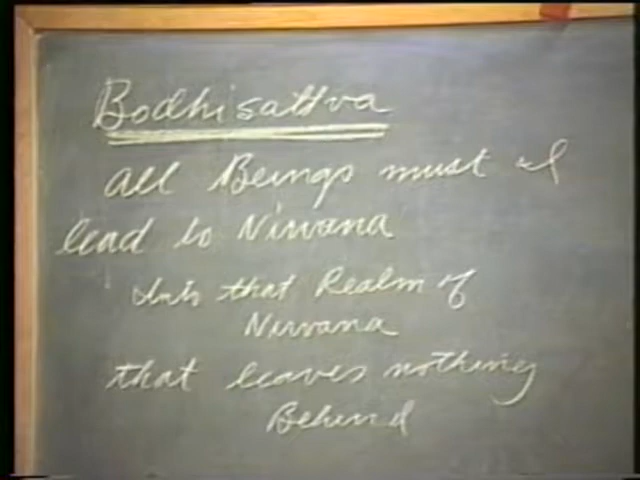 Bodhisattva
all Beings must I
lead to Nirvana
Into that Realm of
Nirvana
that leaves nothing
Behind